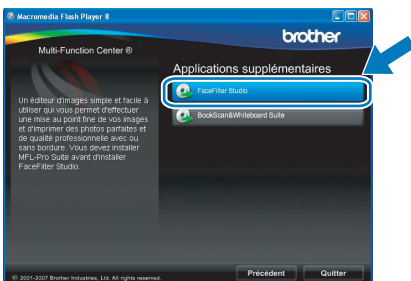 Macromedia Flash Player 8
brother
Multi-Function Center ®
Applications supplémentaires
FaceFilter Studio
BookScan&Whiteboard Suite
Un éditeur d'images simple et facile à
utiliser qui vous permet d'effectuer
une mise au point fine de vos images
et d'imprimer des photos parfaites et
de qualité professionnelle avec ou
sans bordure. Vous devez installer
MFL-Pro Suite avant d'installer
FaceFilter Studio.
© 2001-2007 Brother Industries, Ltd. All rights reserved.
Précédent
Quitter